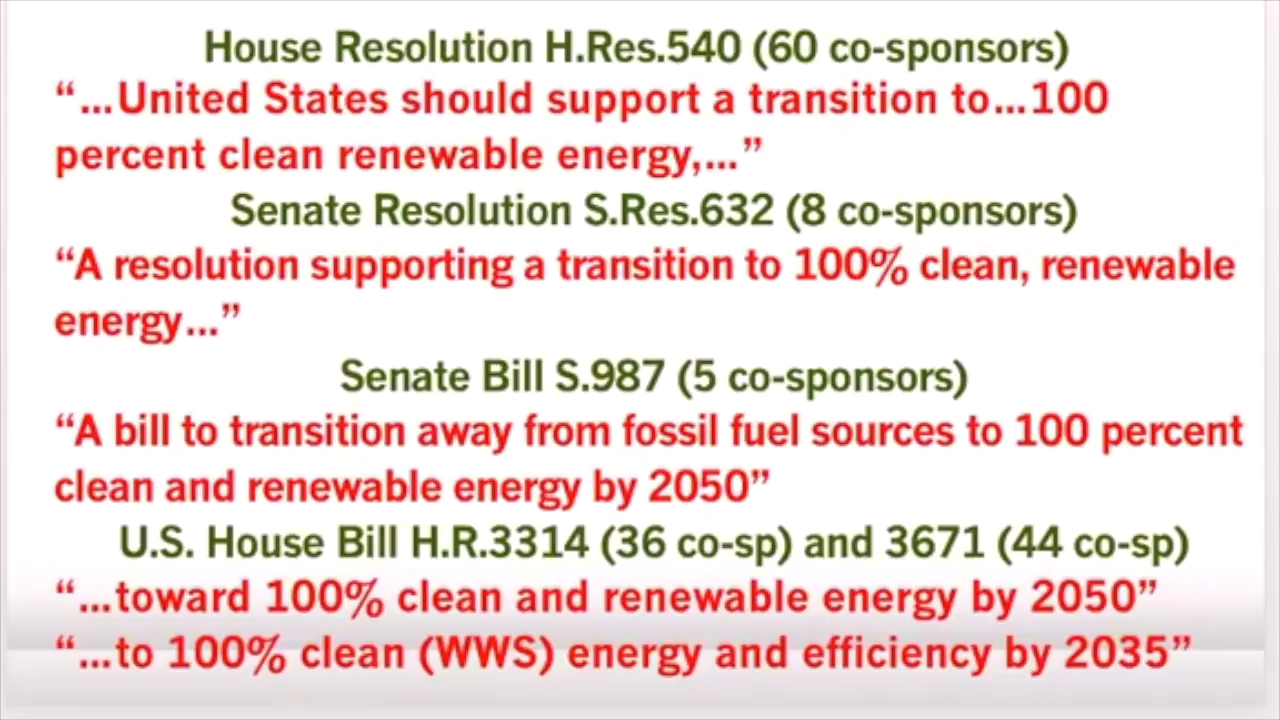 House Resolution H.Res.540 (60 co-sponsors)
“...United States should support a transition to...100
percent clean renewable energy,...”
Senate Resolution S.Res.632 (8 co-sponsors)
“A resolution supporting a transition to 100% clean, renewable
energy...”
Senate Bill S.987 (5 co-sponsors)
“A bill to transition away from fossil fuel sources to 100 percent
clean and renewable energy by 2050”
U.S. House Bill H.R.3314 (36 co-sp) and 3671 (44 co-sp)
“...toward 100% clean and renewable energy by 2050”
“...to 100% clean (WWS) energy and efficiency by 2035”